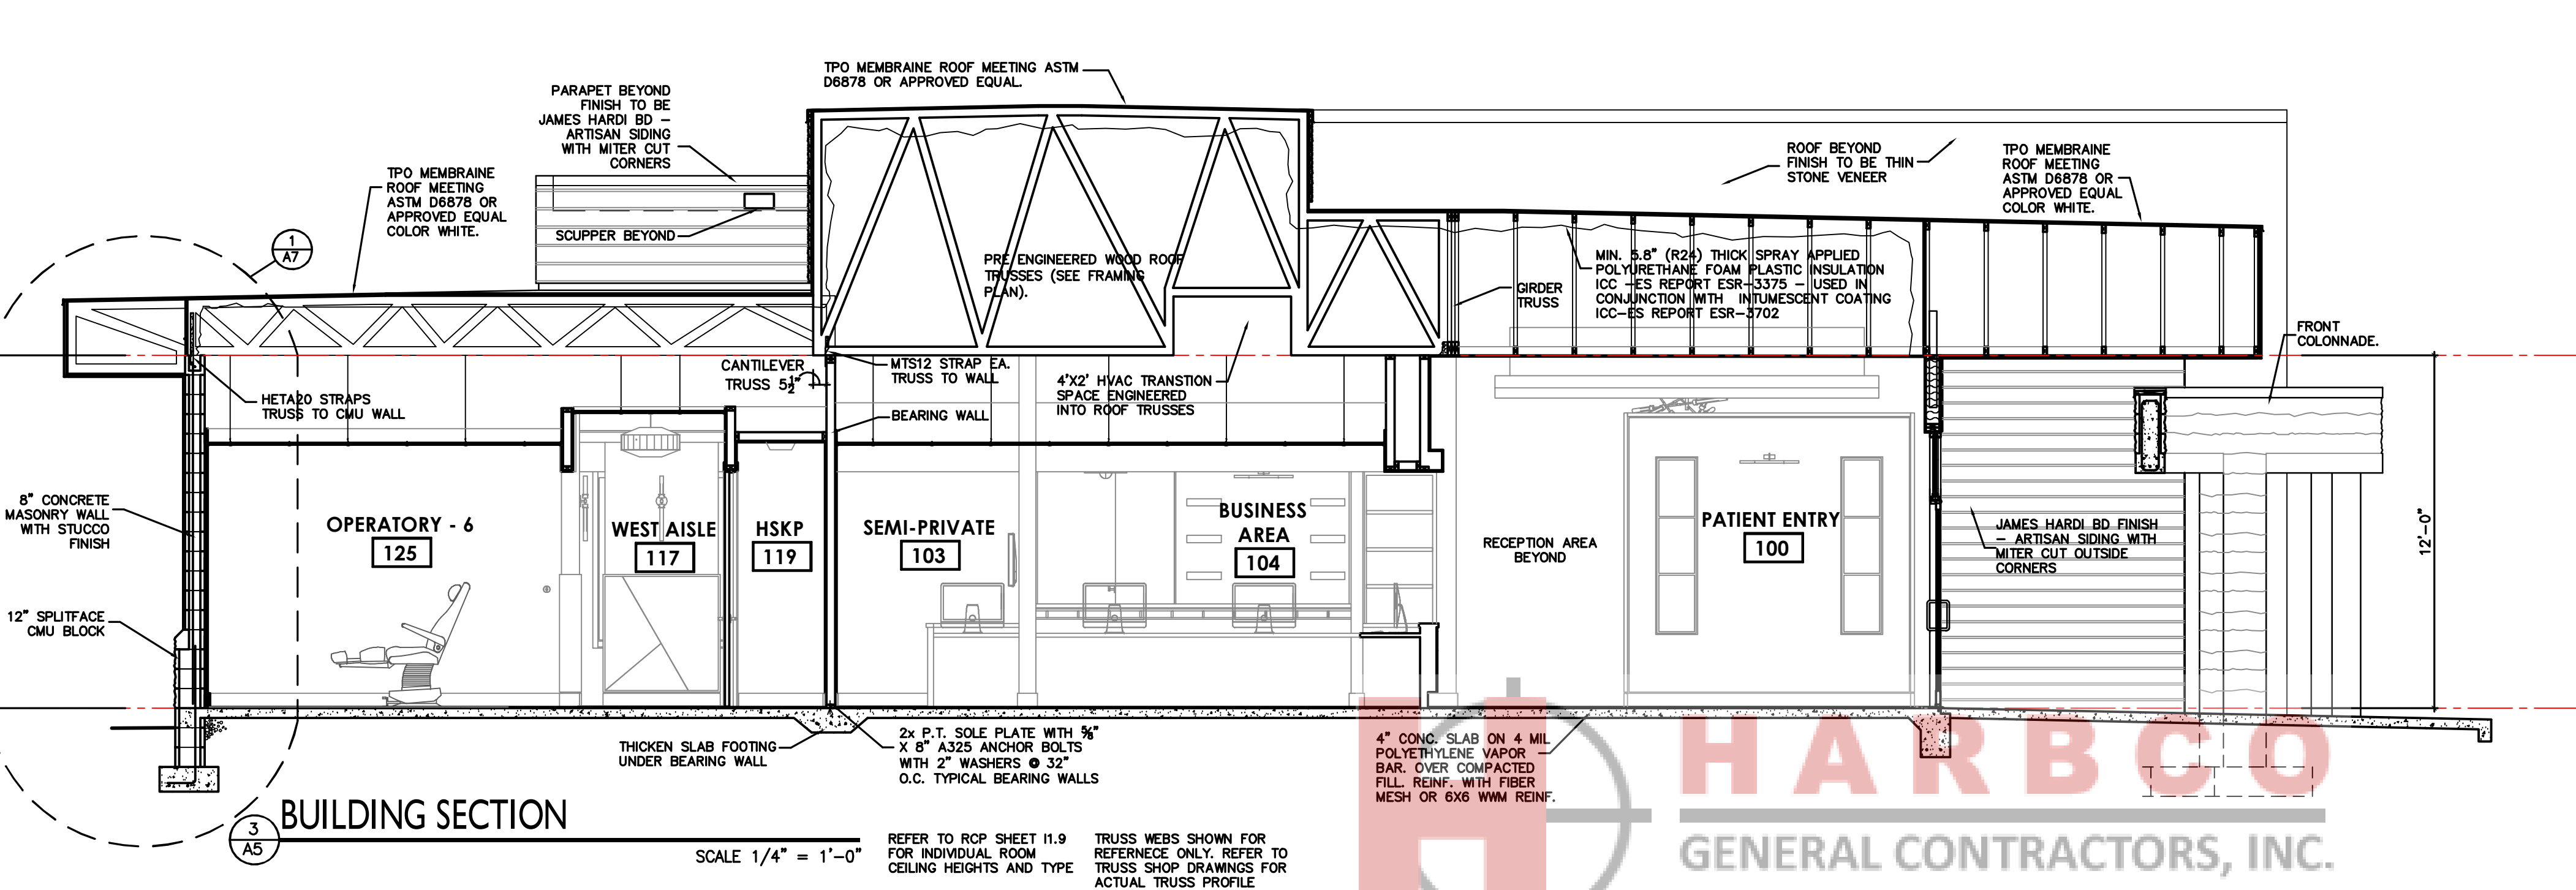 TPO MEMBRAINE ROOF MEETING ASTM
D6878 OR APPROVED EQUAL.
PARAPET BEYOND
FINISH TO BE
JAMES HARDI BD –
ARTISAN SIDING
WITH MITER CUT
CORNERS
TPO MEMBRAINE
ROOF MEETING
ASTM D6878 OR
APPROVED EQUAL
COLOR WHITE.
SCUPPER BEYOND
1
A7
ROOF BEYOND
FINISH TO BE THIN
STONE VENEER
TPO MEMBRAINE
ROOF MEETING
ASTM D6878 OR
APPROVED EQUAL
COLOR WHITE.
PRE ENGINEERED WOOD ROOF
TRUSSES (SEE FRAMING
PLAN).
GIRDER
TRUSS
MIN. 5.8" (R24) THICK SPRAY APPLIED
POLYURETHANE FOAM PLASTIC INSULATION
ICC –ES REPORT ESR–3375 – USED IN
CONJUNCTION WITH INTUMESCENT COATING
ICC–ES REPORT ESR–3702
FRONT
COLONNADE.
CANTILEVER
TRUSS 5½"
MTS12 STRAP EA.
TRUSS TO WALL
4'X2' HVAC TRANSTION
SPACE ENGINEERED
INTO ROOF TRUSSES
HETA20 STRAPS
TRUSS TO CMU WALL
BEARING WALL
8" CONCRETE
MASONRY WALL
WITH STUCCO
FINISH
12" SPLITFACE
CMU BLOCK
OPERATORY - 6
125
WEST AISLE
117
HSKP
119
SEMI-PRIVATE
103
BUSINESS
AREA
104
RECEPTION AREA
BEYOND
PATIENT ENTRY
100
JAMES HARDI BD FINISH
– ARTISAN SIDING WITH
MITER CUT OUTSIDE
CORNERS
12'–0"
THICKEN SLAB FOOTING
UNDER BEARING WALL
2x P.T. SOLE PLATE WITH ⅝"
X 8" A325 ANCHOR BOLTS
WITH 2" WASHERS @ 32"
O.C. TYPICAL BEARING WALLS
4" CONC. SLAB ON 4 MIL
POLYETHYLENE VAPOR
BAR. OVER COMPACTED
FILL. REINF. WITH FIBER
MESH OR 6X6 WWM REINF.
3
A5
BUILDING SECTION
SCALE 1/4" = 1'–0"
REFER TO RCP SHEET I1.9
FOR INDIVIDUAL ROOM
CEILING HEIGHTS AND TYPE
TRUSS WEBS SHOWN FOR
REFERNECE ONLY. REFER TO
TRUSS SHOP DRAWINGS FOR
ACTUAL TRUSS PROFILE
H
HARBCO
GENERAL CONTRACTORS, INC.